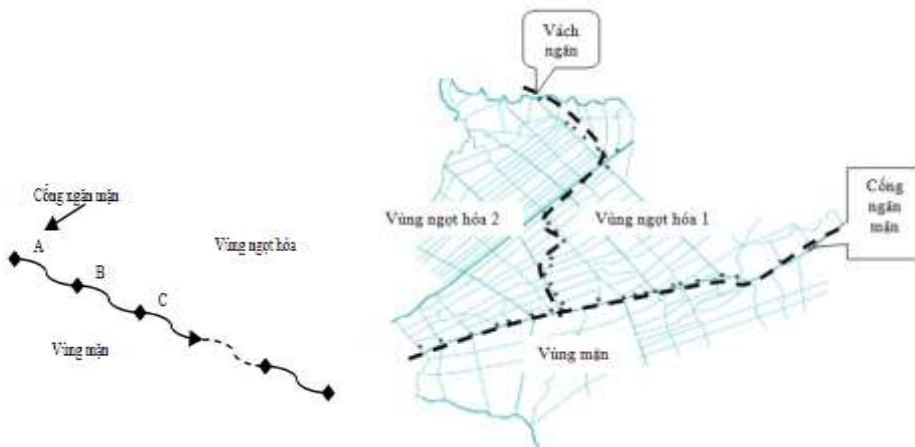 Cống ngăn mặn
A
B
C
Vùng ngọt hóa
Vùng mặn
Vách
ngăn
Vùng ngọt hóa 2
Vùng ngọt hóa 1
Cống
ngăn
mặn
Vùng mặn